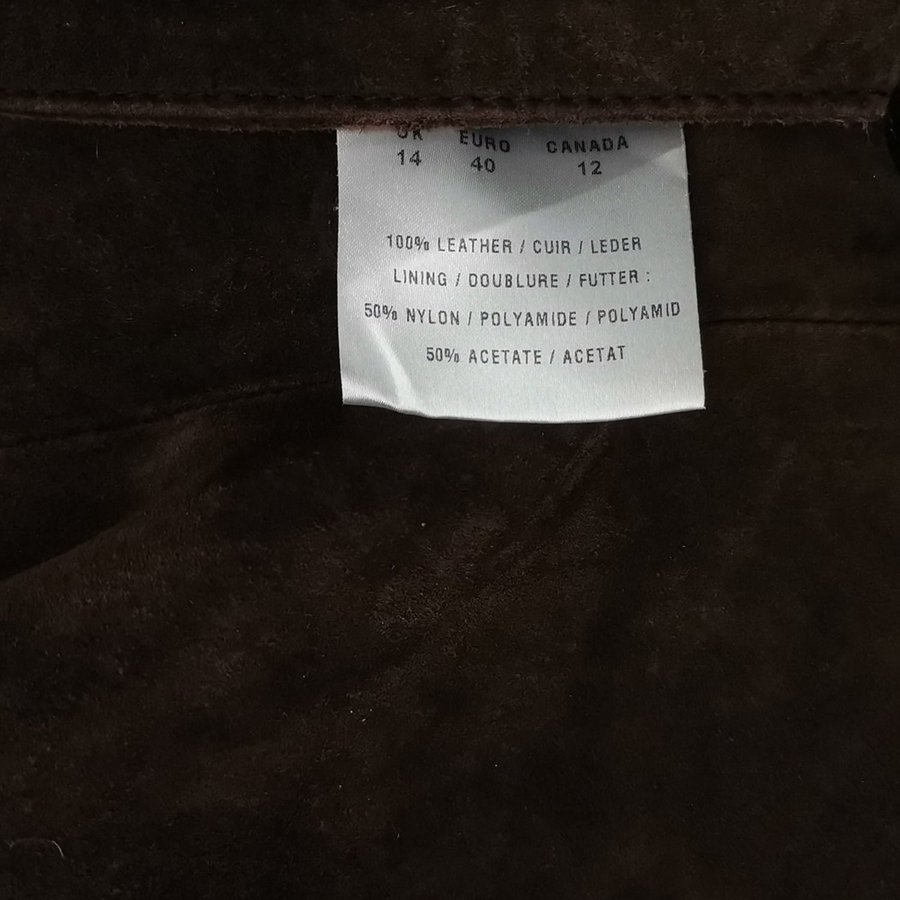 UK EURO CANADA
14 40 12
100% LEATHER / CUIR / LEDER
LINING / DOUBLURE / FUTTER :
50% NYLON / POLYAMIDE / POLYAMID
50% ACETATE / ACETAT